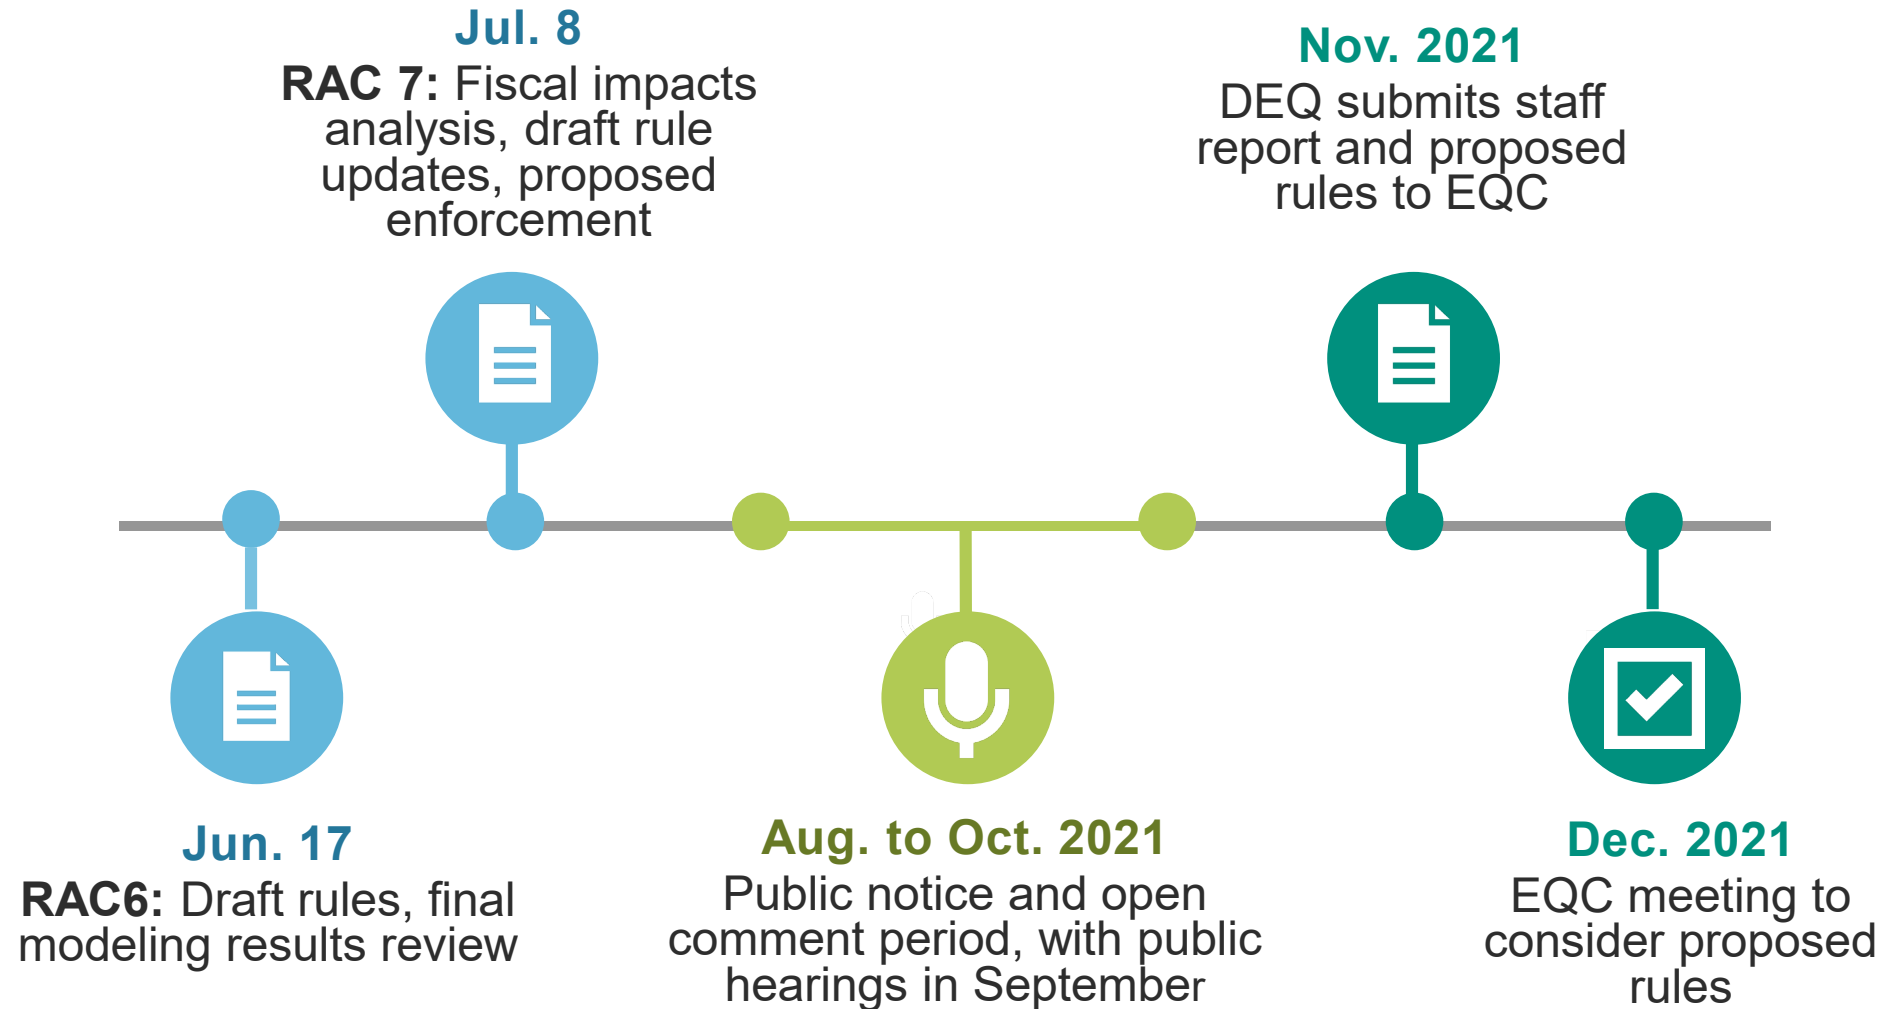 Jul. 8
RAC 7: Fiscal impacts
analysis, draft rule
updates, proposed
enforcement
Nov. 2021
DEQ submits staff
report and proposed
rules to EQC
Jun. 17
RAC6: Draft rules, final
modeling results review
Aug. to Oct. 2021
Public notice and open
comment period, with public
hearings in September
Dec. 2021
EQC meeting to
consider proposed
rules